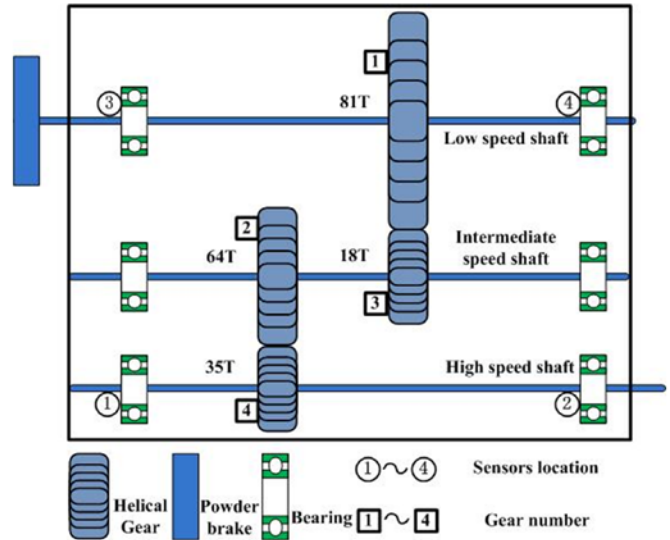 1
3
81T
4
Low speed shaft
2
64T
18T
Intermediate
speed shaft
3
35T
High speed shaft
1
4
2
1 ~ 4
Sensors location
Helical
Gear
Powder
brake
Bearing
1 ~ 4
Gear number